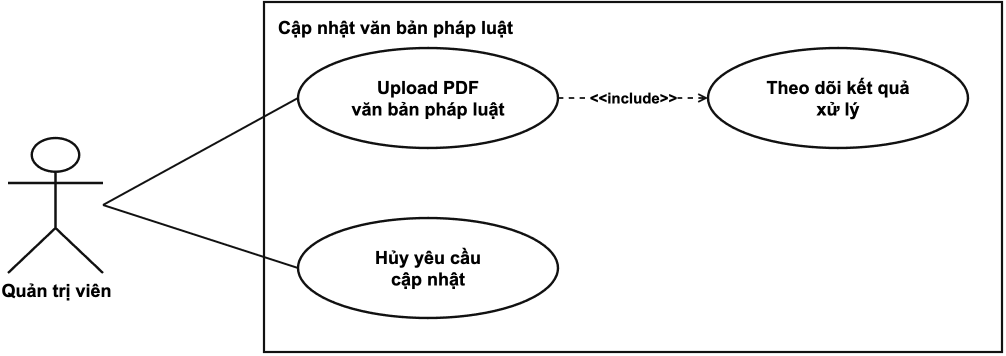 Cập nhật văn bản pháp luật
Upload PDF
văn bản pháp luật
<<include>>
Theo dõi kết quả
xử lý
Hủy yêu cầu
cập nhật
Quản trị viên